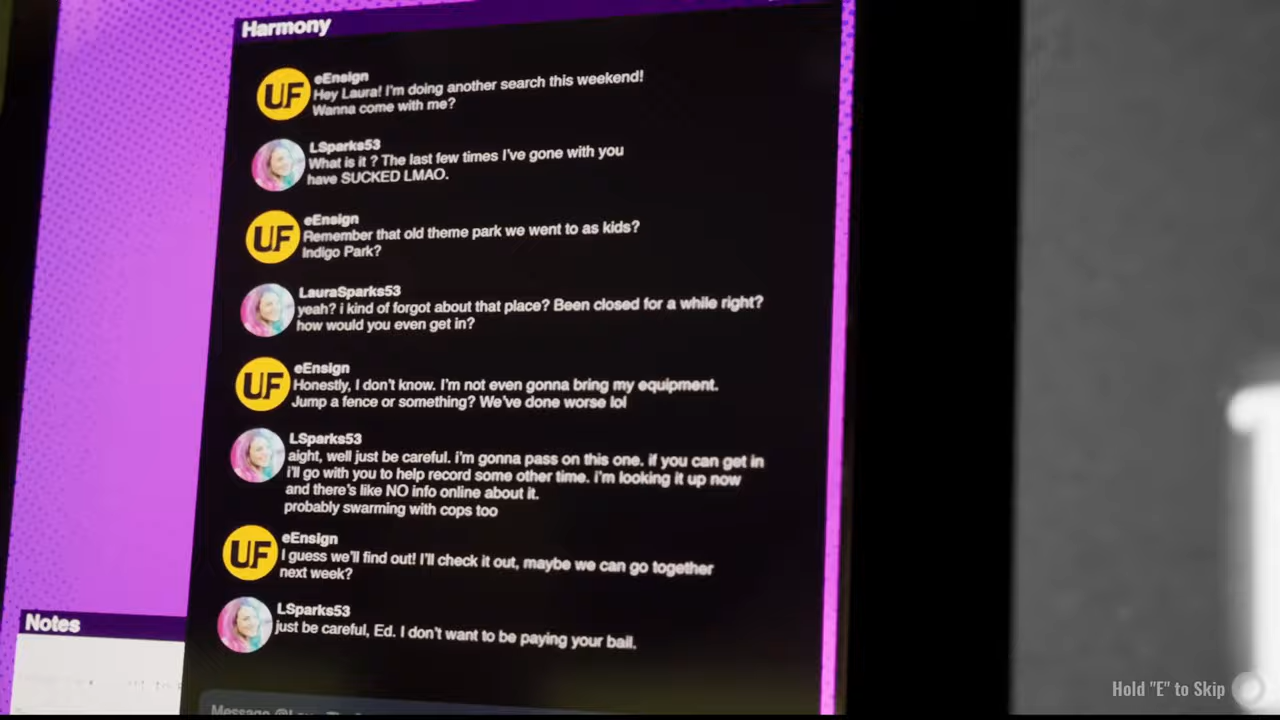 Harmony
UF
eEnsign
Hey Laura! I'm doing another search this weekend!
Wanna come with me?
LSparks53
What is it ? The last few times I've gone with you
have SUCKED LMAO.
UF
eEnsign
Remember that old theme park we went to as kids?
Indigo Park?
LauraSparks53
yeah? i kind of forgot about that place? Been closed for a while right?
how would you even get in?
UF
eEnsign
Honestly, I don't know. I'm not even gonna bring my equipment.
Jump a fence or something? We've done worse lol
LSparks53
aight, well just be careful. i'm gonna pass on this one. if you can get in
i'll go with you to help record some other time. i'm looking it up now
and there's like NO info online about it.
probably swarming with cops too
UF
eEnsign
I guess we'll find out! I'll check it out, maybe we can go together
next week?
LSparks53
just be careful, Ed. I don't want to be paying your bail.
Notes
Message
Hold "E" to Skip